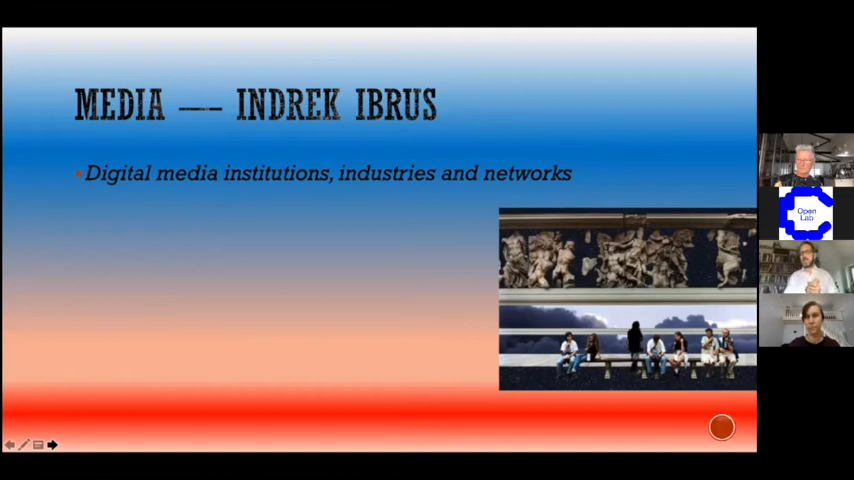 MEDIA — INDREK IBRUS
Digital media institutions, industries and networks
Open
Lab